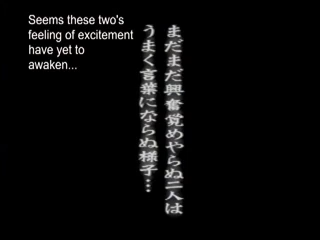 Seems these two's
feeling of excitement
have yet to
awaken...
まだまだ興奮覚めやらぬ二人は
うまく言葉にならぬ様子…